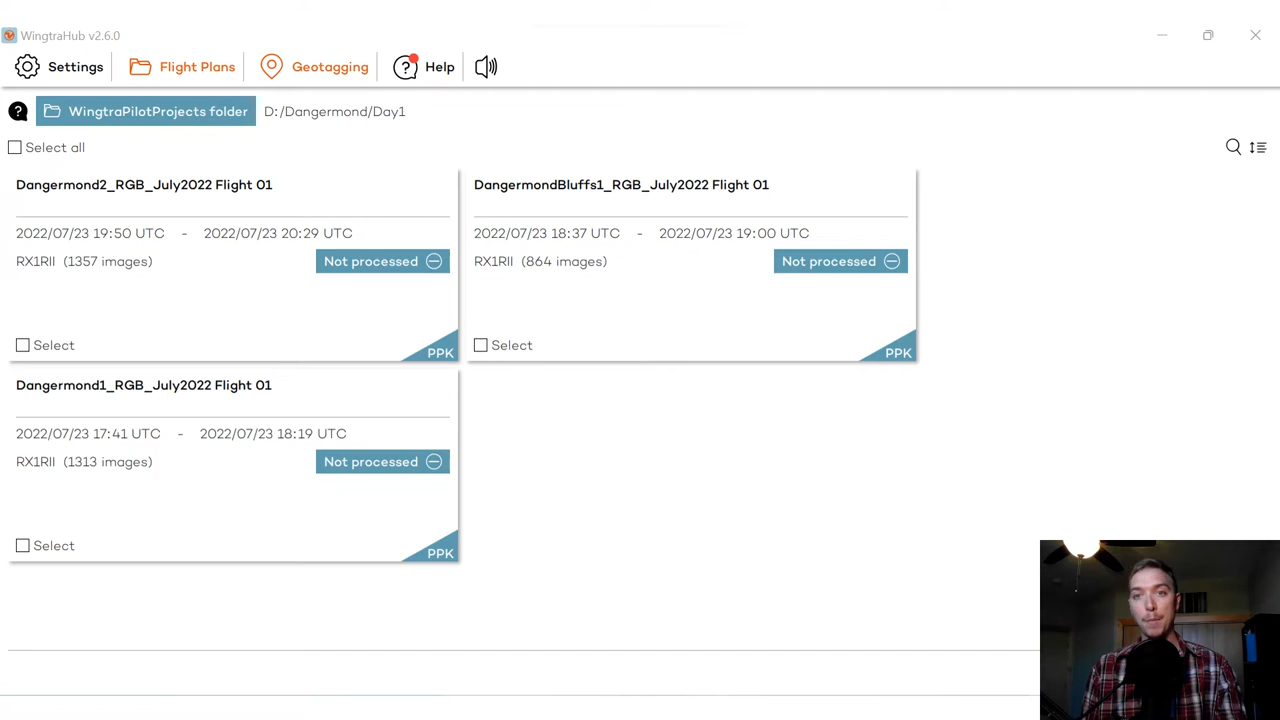 WingtraHub v2.6.0
Settings
Flight Plans
Geotagging
? Help
? WingtraPilotProjects folder D:/Dangermond/Day1
Select all
Dangermond2_RGB_July2022 Flight 01
2022/07/23 19:50 UTC - 2022/07/23 20:29 UTC
RX1RII (1357 images)
Not processed
Select
PPK
DangermondBluffs1_RGB_July2022 Flight 01
2022/07/23 18:37 UTC - 2022/07/23 19:00 UTC
RX1RII (864 images)
Not processed
Select
PPK
Dangermond1_RGB_July2022 Flight 01
2022/07/23 17:41 UTC - 2022/07/23 18:19 UTC
RX1RII (1313 images)
Not processed
Select
PPK